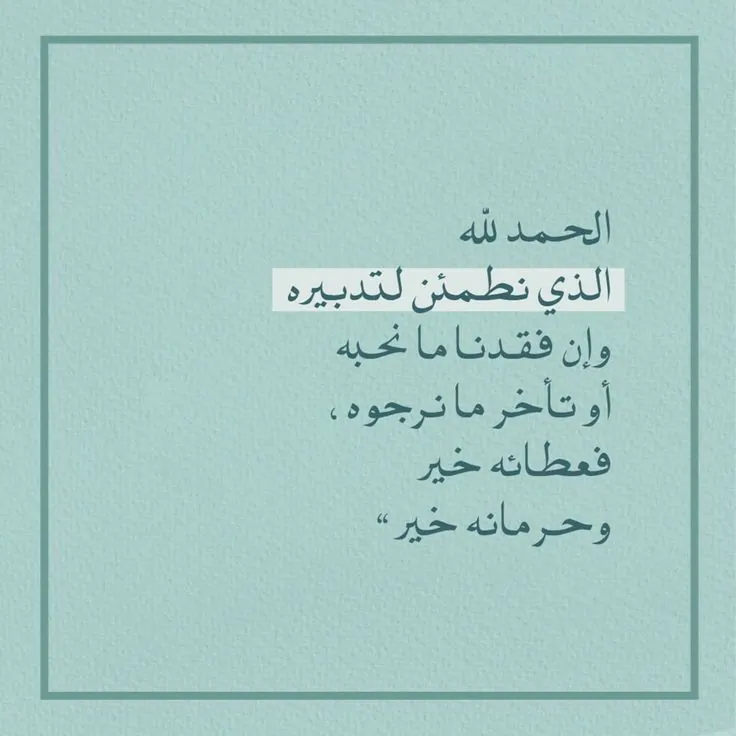 الحمد لله
الذي نطمئن لتدبيره
وإن فقدنا ما نحبه
أو تأخر ما نرجوه ،
فعطائه خير
وحرمانه خير “